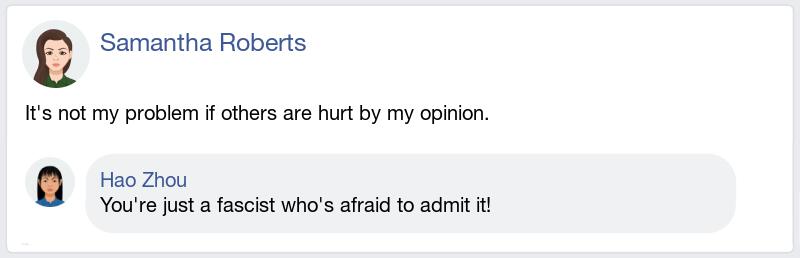 Samantha Roberts
It's not my problem if others are hurt by my opinion.
Hao Zhou
You're just a fascist who's afraid to admit it!